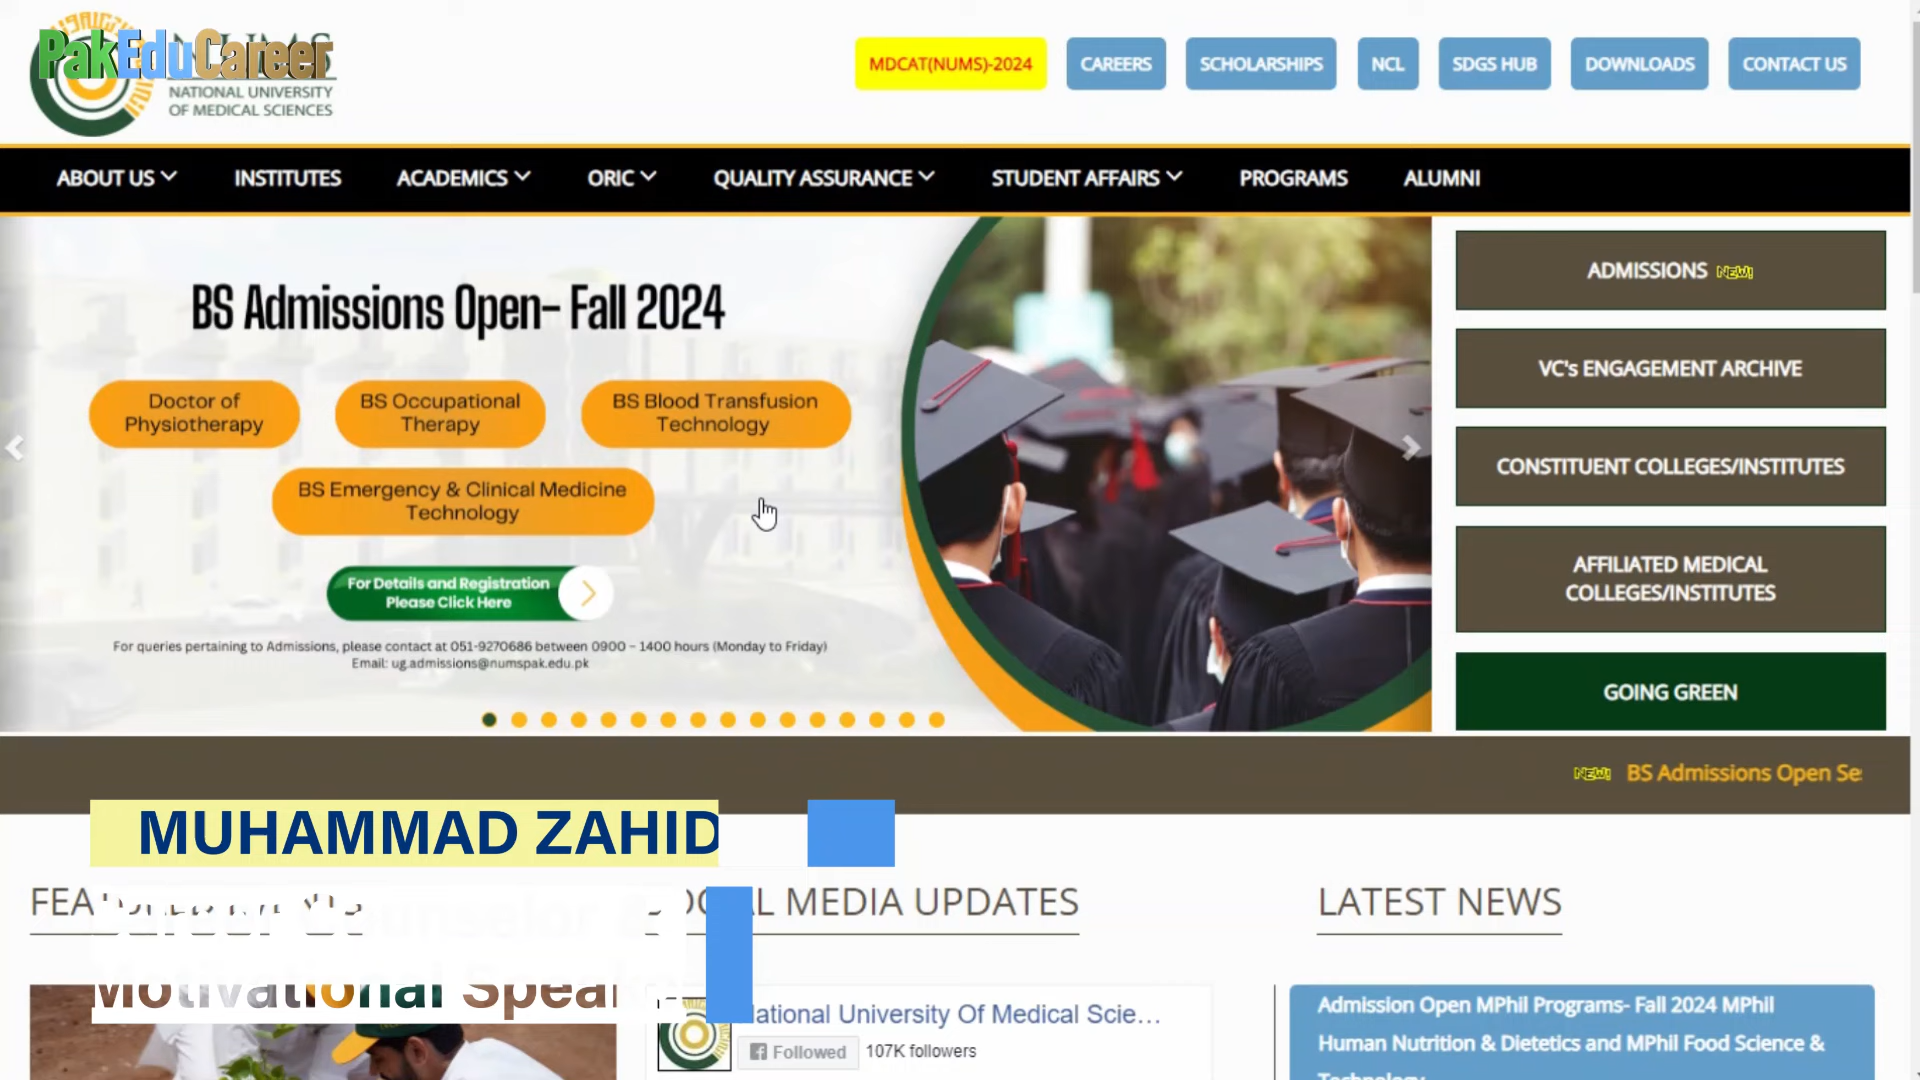 PakEduCareer
NATIONAL UNIVERSITY
OF MEDICAL SCIENCES
MDCAT(NUMS)-2024
CAREERS
SCHOLARSHIPS
NCL
SDGS HUB
DOWNLOADS
CONTACT US
ABOUT US
INSTITUTES
ACADEMICS
ORIC
QUALITY ASSURANCE
STUDENT AFFAIRS
PROGRAMS
ALUMNI
BS Admissions Open- Fall 2024
Doctor of
Physiotherapy
BS Occupational
Therapy
BS Blood Transfusion
Technology
BS Emergency & Clinical Medicine
Technology
For Details and Registration
Please Click Here
For queries pertaining to Admissions, please contact at 051-9270686 between 0900 – 1400 hours (Monday to Friday)
Email: ug.admissions@numspak.edu.pk
ADMISSIONS NEW!
VC's ENGAGEMENT ARCHIVE
CONSTITUENT COLLEGES/INSTITUTES
AFFILIATED MEDICAL
COLLEGES/INSTITUTES
GOING GREEN
NEW! BS Admissions Open Se
MUHAMMAD ZAHID
Motivational Spea
MEDIA UPDATES
LATEST NEWS
National University Of Medical Scie...
Followed 107K followers
Admission Open MPhil Programs- Fall 2024 MPhil
Human Nutrition & Dietetics and MPhil Food Science &
Technology